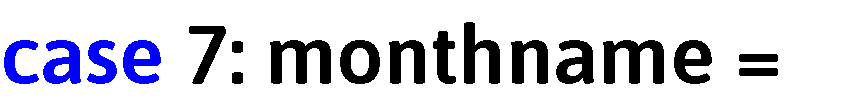 case 7: monthname =